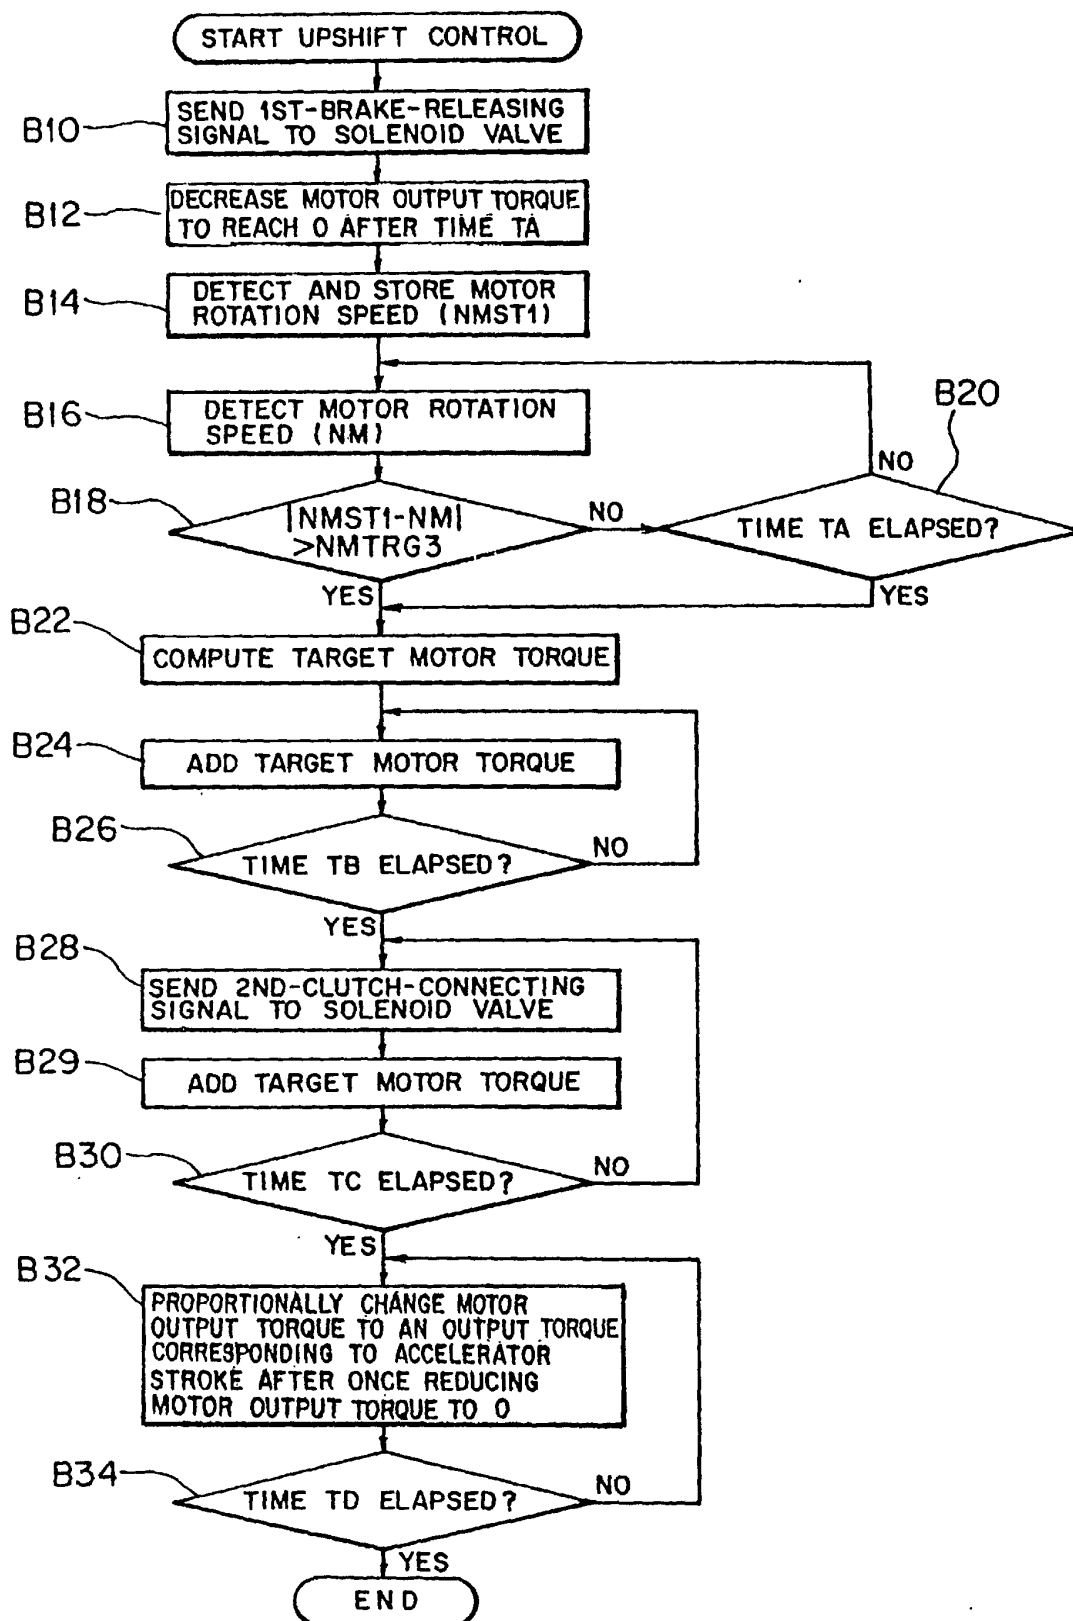 START UPSHIFT CONTROL
B10
SEND 1ST-BRAKE-RELEASING
SIGNAL TO SOLENOID VALVE
B12
DECREASE MOTOR OUTPUT TORQUE
TO REACH 0 AFTER TIME TA
B14
DETECT AND STORE MOTOR
ROTATION SPEED (NMST1)
B16
DETECT MOTOR ROTATION
SPEED (NM)
B18
|NMST1-NM|
>NMTRG3
NO
YES
B20
NO
TIME TA ELAPSED?
YES
B22
COMPUTE TARGET MOTOR TORQUE
B24
ADD TARGET MOTOR TORQUE
B26
TIME TB ELAPSED?
NO
YES
B28
SEND 2ND-CLUTCH-CONNECTING
SIGNAL TO SOLENOID VALVE
B29
ADD TARGET MOTOR TORQUE
B30
TIME TC ELAPSED?
NO
YES
B32
PROPORTIONALLY CHANGE MOTOR
OUTPUT TORQUE TO AN OUTPUT TORQUE
CORRESPONDING TO ACCELERATOR
STROKE AFTER ONCE REDUCING
MOTOR OUTPUT TORQUE TO 0
B34
TIME TD ELAPSED?
NO
YES
END